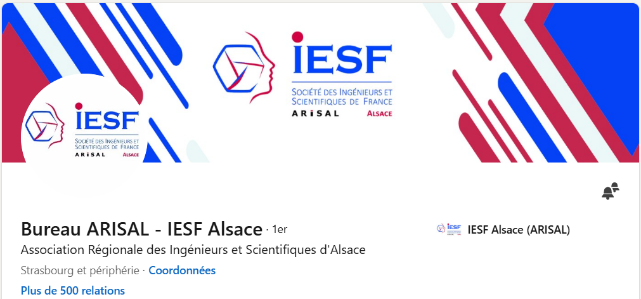 iESF
SOCIÉTÉ DES INGÉNIEURS ET
SCIENTIFIQUES DE FRANCE
ARiSAL ALSACE
iESF
SOCIÉTÉ DES INGÉNIEURS ET
SCIENTIFIQUES DE FRANCE
ARiSAL ALSACE
Bureau ARISAL - IESF Alsace · 1er
IESF Alsace (ARISAL)
Association Régionale des Ingénieurs et Scientifiques d'Alsace
Strasbourg et périphérie · Coordonnées
Plus de 500 relations